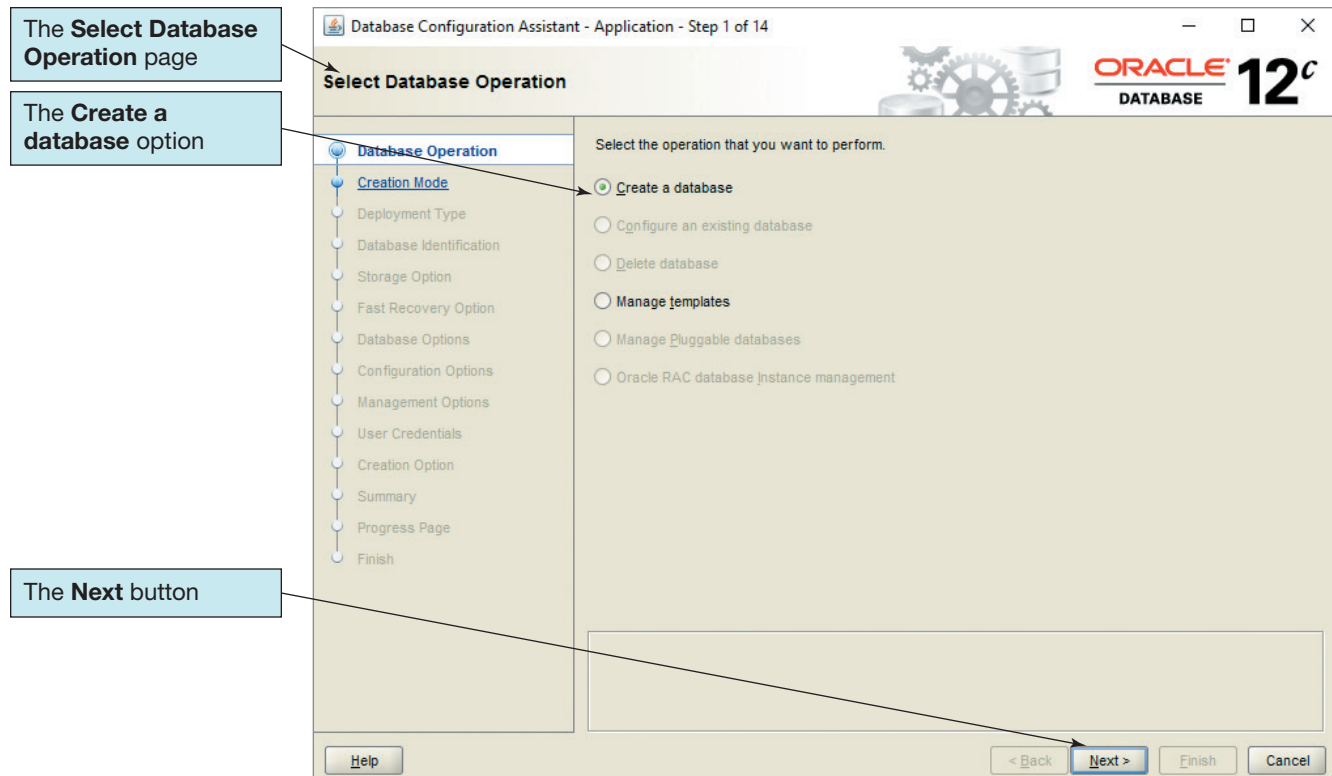 The Select Database
Operation page
The Create a
database option
The Next button
Database Configuration Assistant - Application - Step 1 of 14
Select Database Operation
ORACLE
DATABASE
12c
Database Operation
Creation Mode
Deployment Type
Database Identification
Storage Option
Fast Recovery Option
Database Options
Configuration Options
Management Options
User Credentials
Creation Option
Summary
Progress Page
Finish
Select the operation that you want to perform.
Create a database
Configure an existing database
Delete database
Manage templates
Manage Pluggable databases
Oracle RAC database Instance management
Help
< Back
Next >
Finish
Cancel